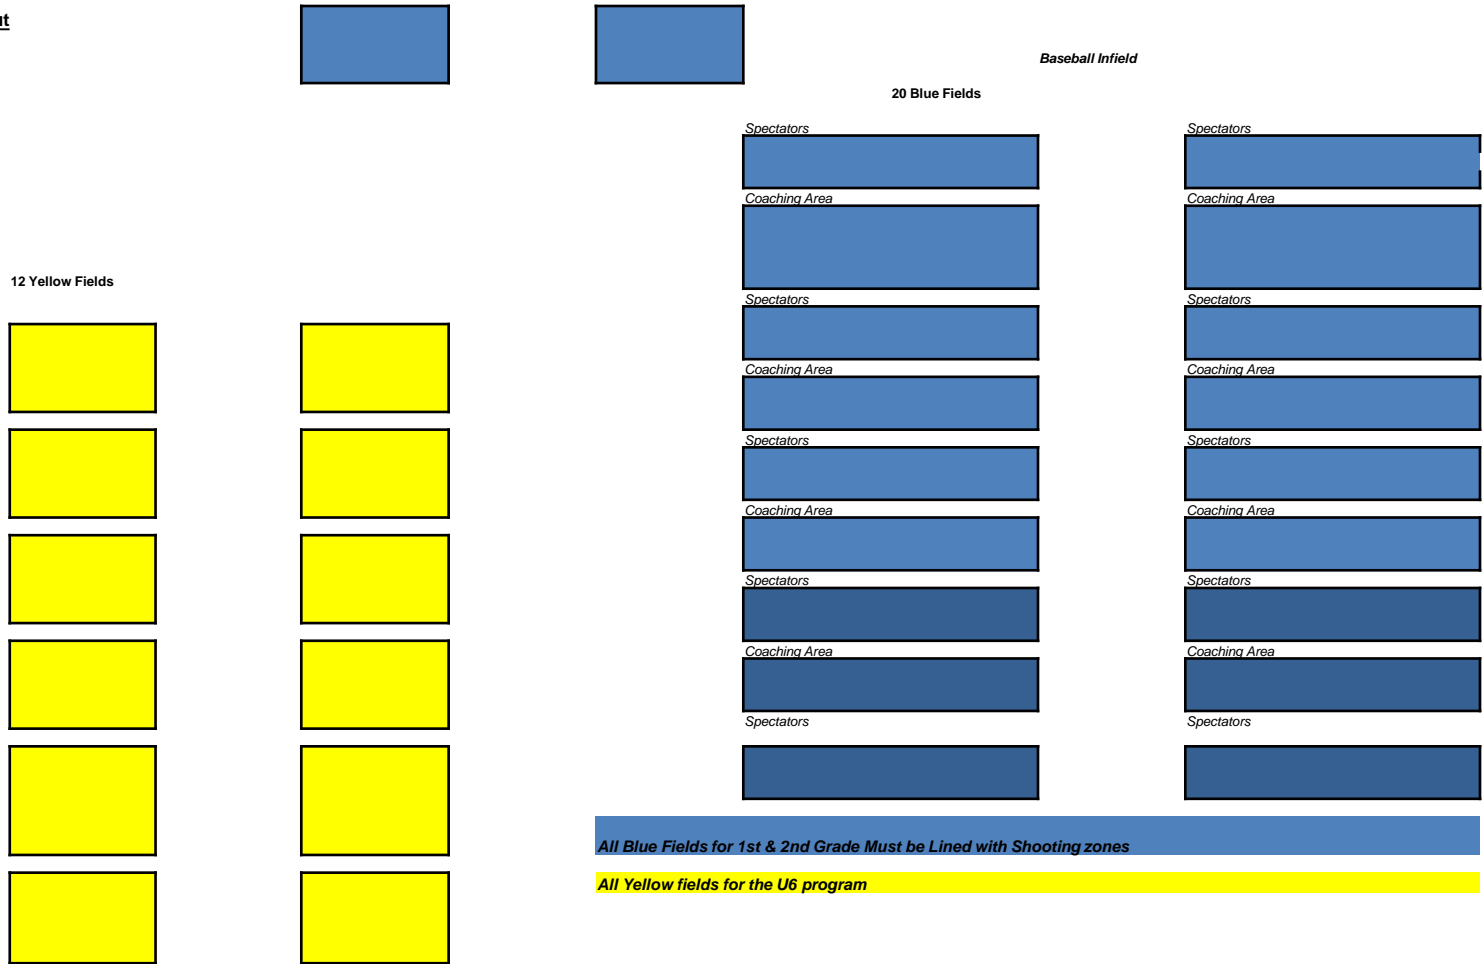 Baseball Infield
20 Blue Fields
Spectators Spectators
Coaching Area Coaching Area
12 Yellow Fields
Spectators Spectators
Coaching Area Coaching Area
Spectators Spectators
Coaching Area Coaching Area
Spectators Spectators
Coaching Area Coaching Area
Spectators Spectators
All Blue Fields for 1st & 2nd Grade Must be Lined with Shooting zones
All Yellow fields for the U6 program